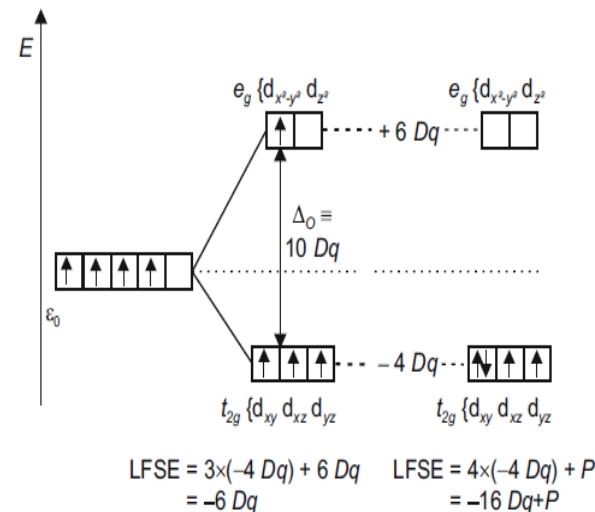 E
e_g {d_x²-y² d_z²    e_g {d_x²-y² d_z²
+ 6 Dq
Δ_O ≡
10 Dq
ε_0
– 4 Dq
t_2g {d_xy d_xz d_yz    t_2g {d_xy d_xz d_yz
LFSE = 3×(–4 Dq) + 6 Dq    LFSE = 4×(–4 Dq) + P
= –6 Dq    = –16 Dq+P